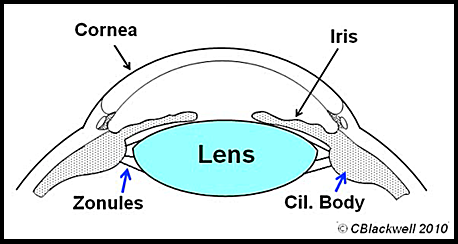 Cornea
Iris
Lens
Zonules
Cil. Body
© CBlackwell 2010